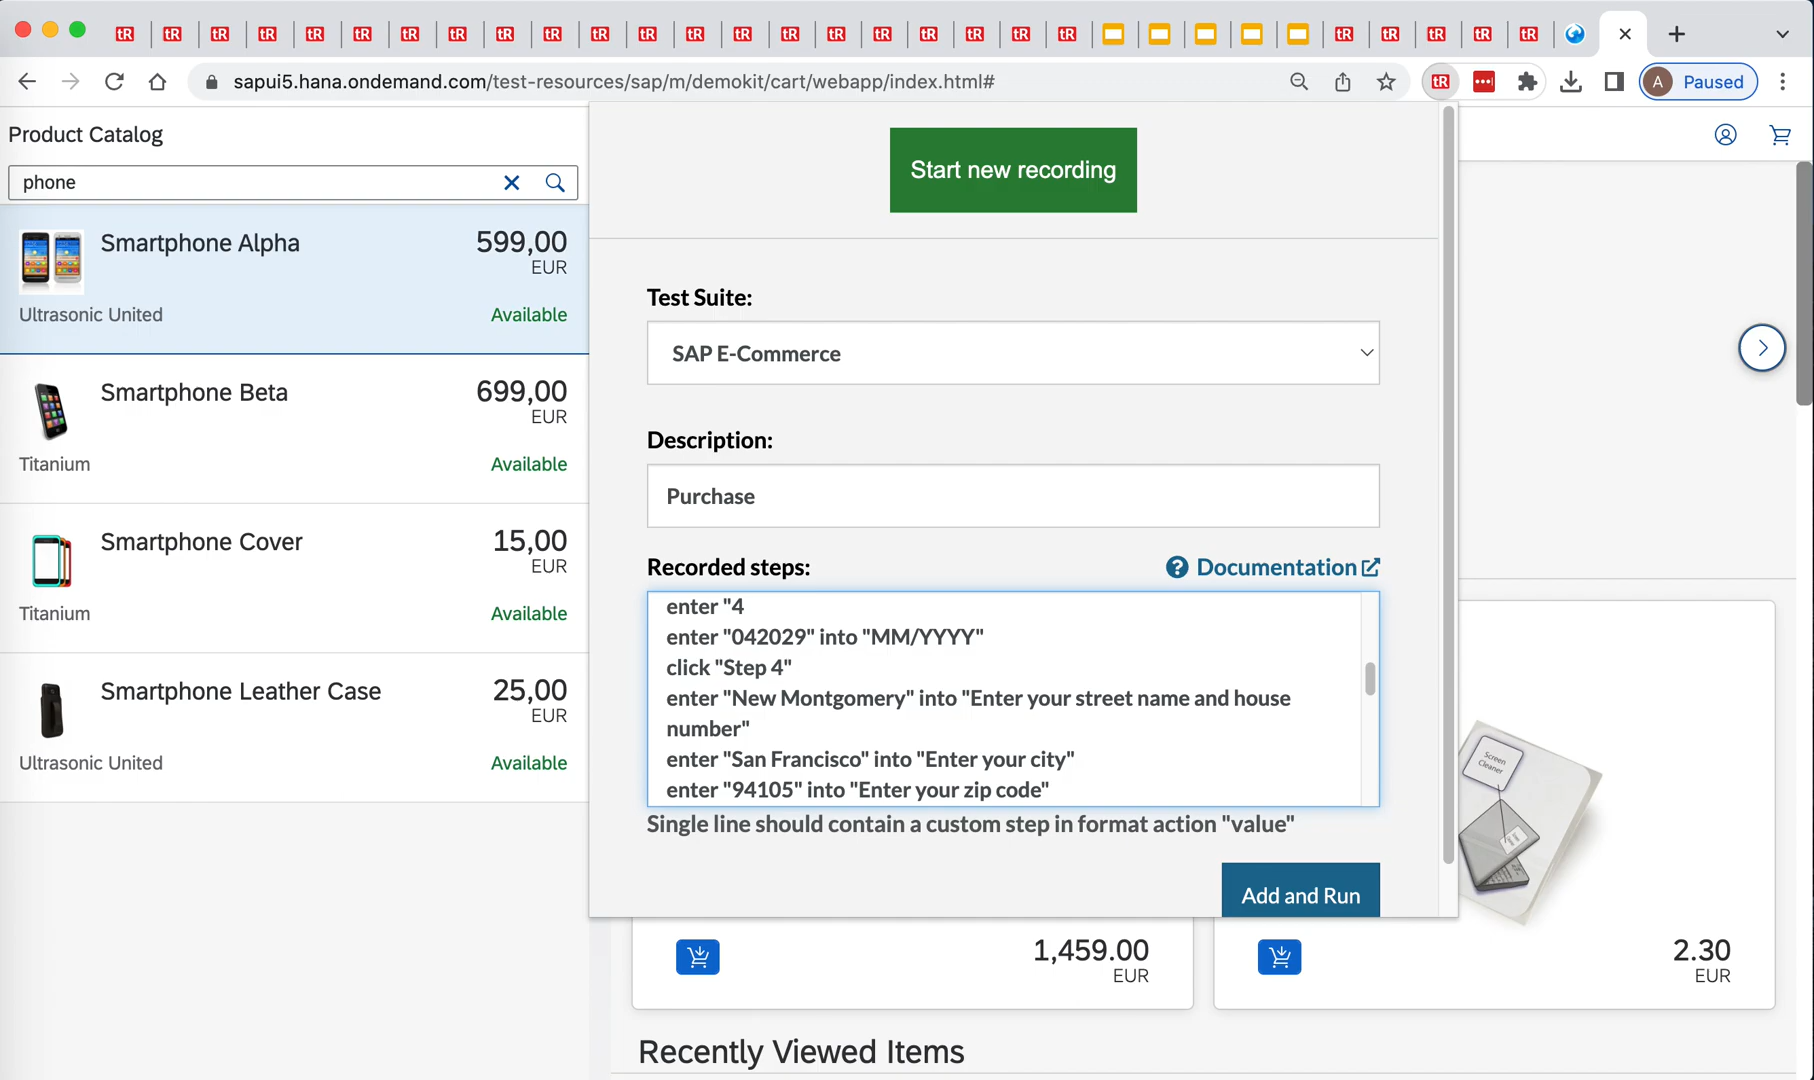 sapui5.hana.ondemand.com/test-resources/sap/m/demokit/cart/webapp/index.html#
A Paused
Product Catalog
phone
Smartphone Alpha
599,00
EUR
Ultrasonic United
Available
Smartphone Beta
699,00
EUR
Titanium
Available
Smartphone Cover
15,00
EUR
Titanium
Available
Smartphone Leather Case
25,00
EUR
Ultrasonic United
Available
Start new recording
Test Suite:
SAP E-Commerce
Description:
Purchase
Recorded steps:
Documentation
enter "4
enter "042029" into "MM/YYYY"
click "Step 4"
enter "New Montgomery" into "Enter your street name and house
number"
enter "San Francisco" into "Enter your city"
enter "94105" into "Enter your zip code"
Single line should contain a custom step in format action "value"
Add and Run
Screen
Cleaner
1,459.00
EUR
2.30
EUR
Recently Viewed Items